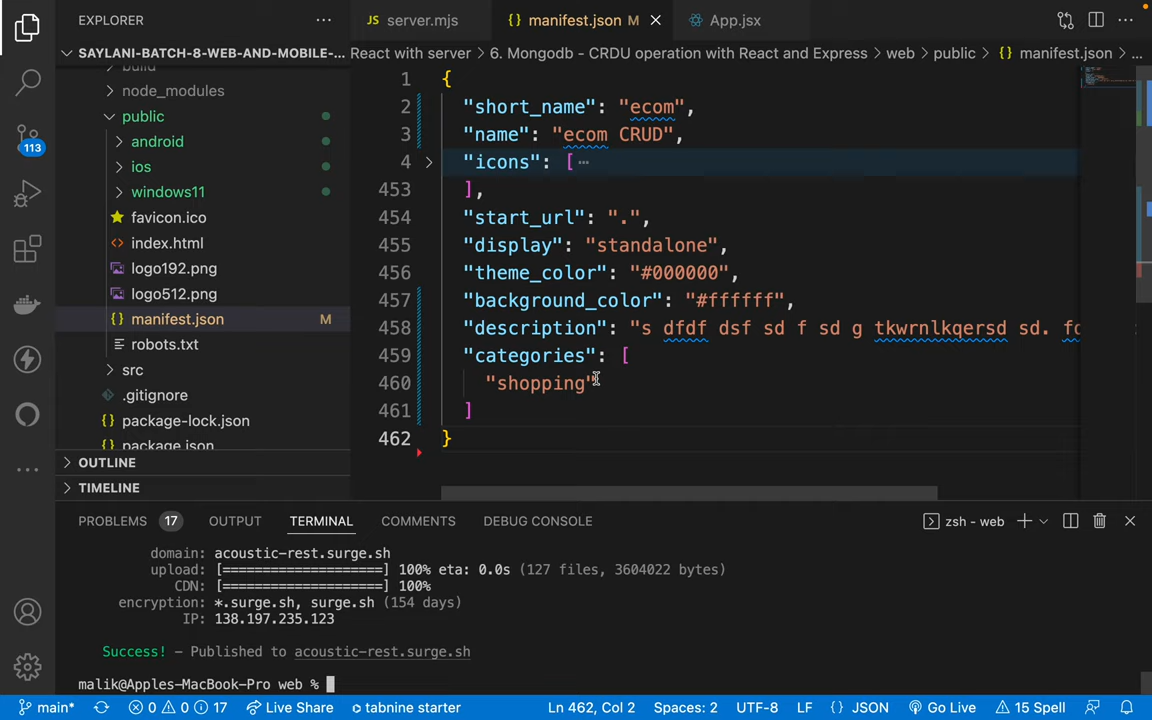 EXPLORER
server.mjs
manifest.json M
App.jsx
SAYLANI-BATCH-8-WEB-AND-MOBILE-...
React with server > 6. Mongodb - CRDU operation with React and Express > web > public > {} manifest.json > ...
build
node_modules
public
android
ios
windows11
favicon.ico
index.html
logo192.png
logo512.png
manifest.json M
robots.txt
src
.gitignore
package-lock.json
package.json
OUTLINE
TIMELINE
113
1 {
2 "short_name": "ecom",
3 "name": "ecom CRUD",
4 "icons": [ ...
453 ],
454 "start_url": ".",
455 "display": "standalone",
456 "theme_color": "#000000",
457 "background_color": "#ffffff",
458 "description": "s dfdf dsf sd f sd g tkwrnlkqersd sd. fd
459 "categories": [
460 "shopping"
461 ]
462 }
PROBLEMS 17 OUTPUT TERMINAL COMMENTS DEBUG CONSOLE
zsh - web
domain: acoustic-rest.surge.sh
upload: [====================] 100% eta: 0.0s (127 files, 3604022 bytes)
CDN: [====================] 100%
encryption: *.surge.sh, surge.sh (154 days)
IP: 138.197.235.123
Success! - Published to acoustic-rest.surge.sh
malik@Apples-MacBook-Pro web %
main* 0 0 17 Live Share tabnine starter Ln 462, Col 2 Spaces: 2 UTF-8 LF {} JSON Go Live 15 Spell